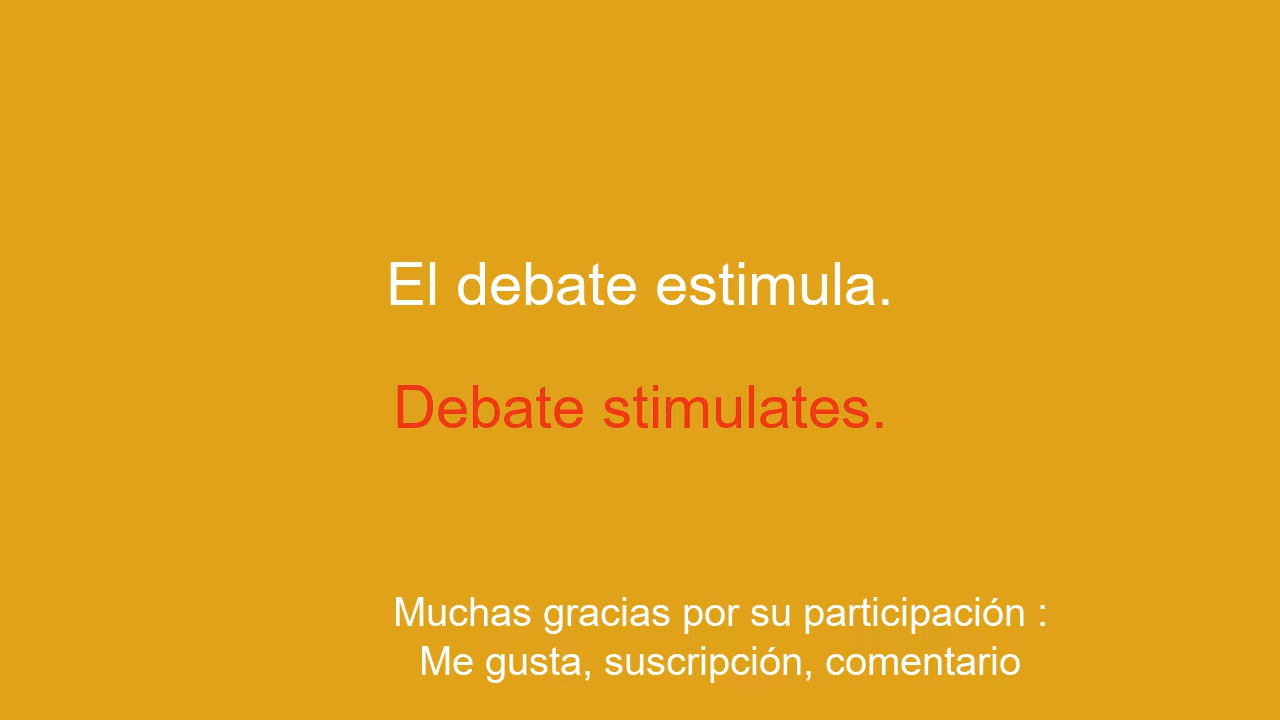 El debate estimula.
Debate stimulates.
Muchas gracias por su participación :
Me gusta, suscripción, comentario